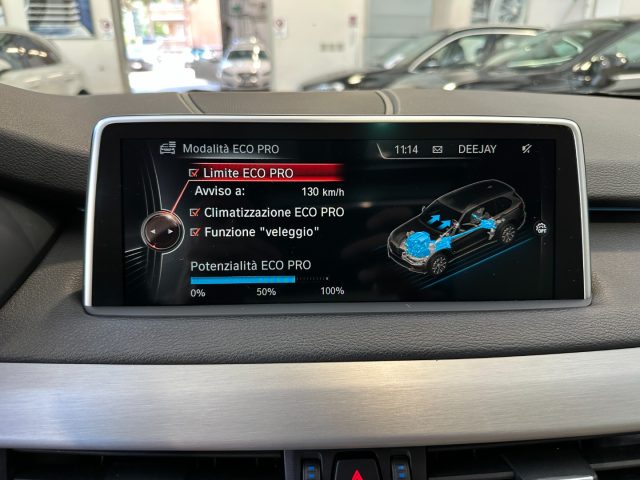 Modalità ECO PRO
11:14
DEEJAY
Limite ECO PRO
Avviso a: 130 km/h
Climatizzazione ECO PRO
Funzione "veleggio"
Potenzialità ECO PRO
0% 50% 100%
OFF